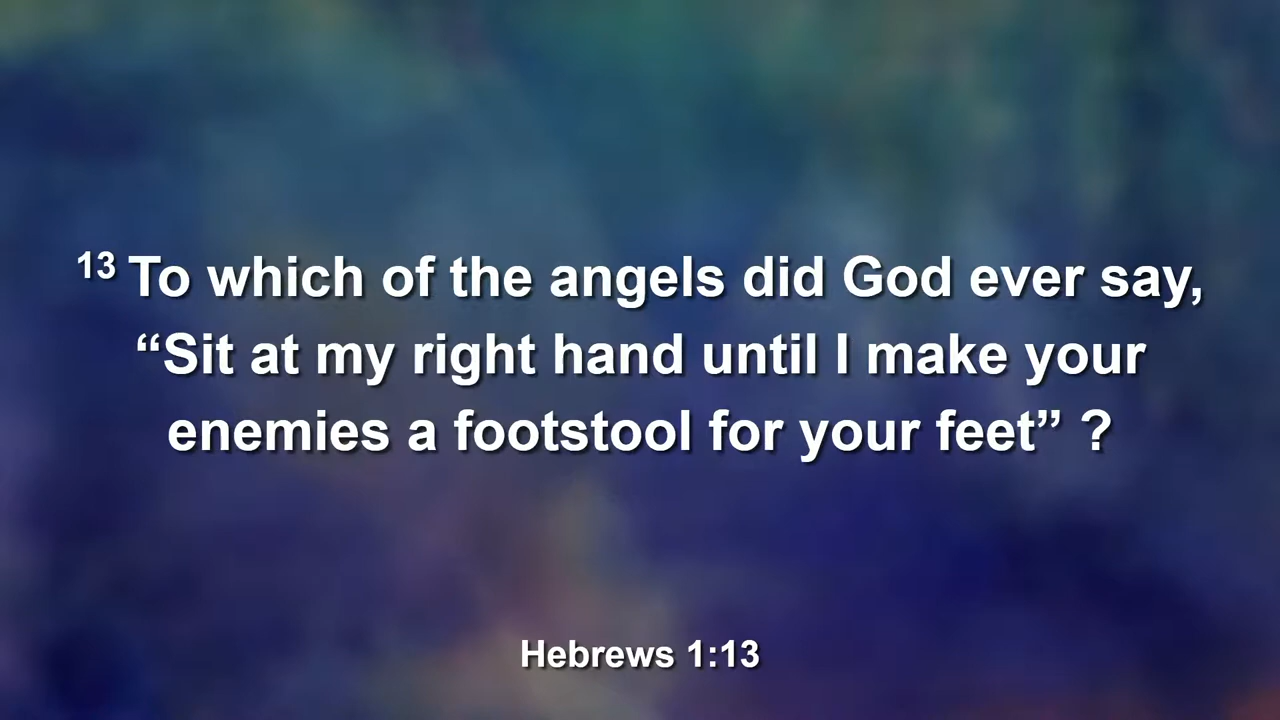 13 To which of the angels did God ever say,
“Sit at my right hand until I make your
enemies a footstool for your feet” ?
Hebrews 1:13